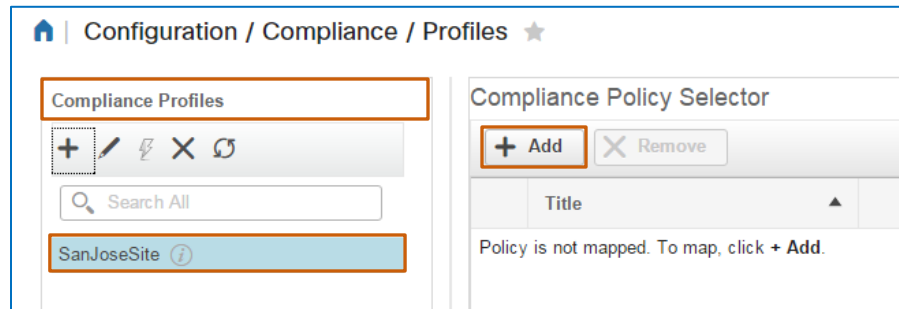 Configuration / Compliance / Profiles
Compliance Profiles
Search All
SanJoseSite
Compliance Policy Selector
Add
Remove
Title
Policy is not mapped. To map, click + Add.